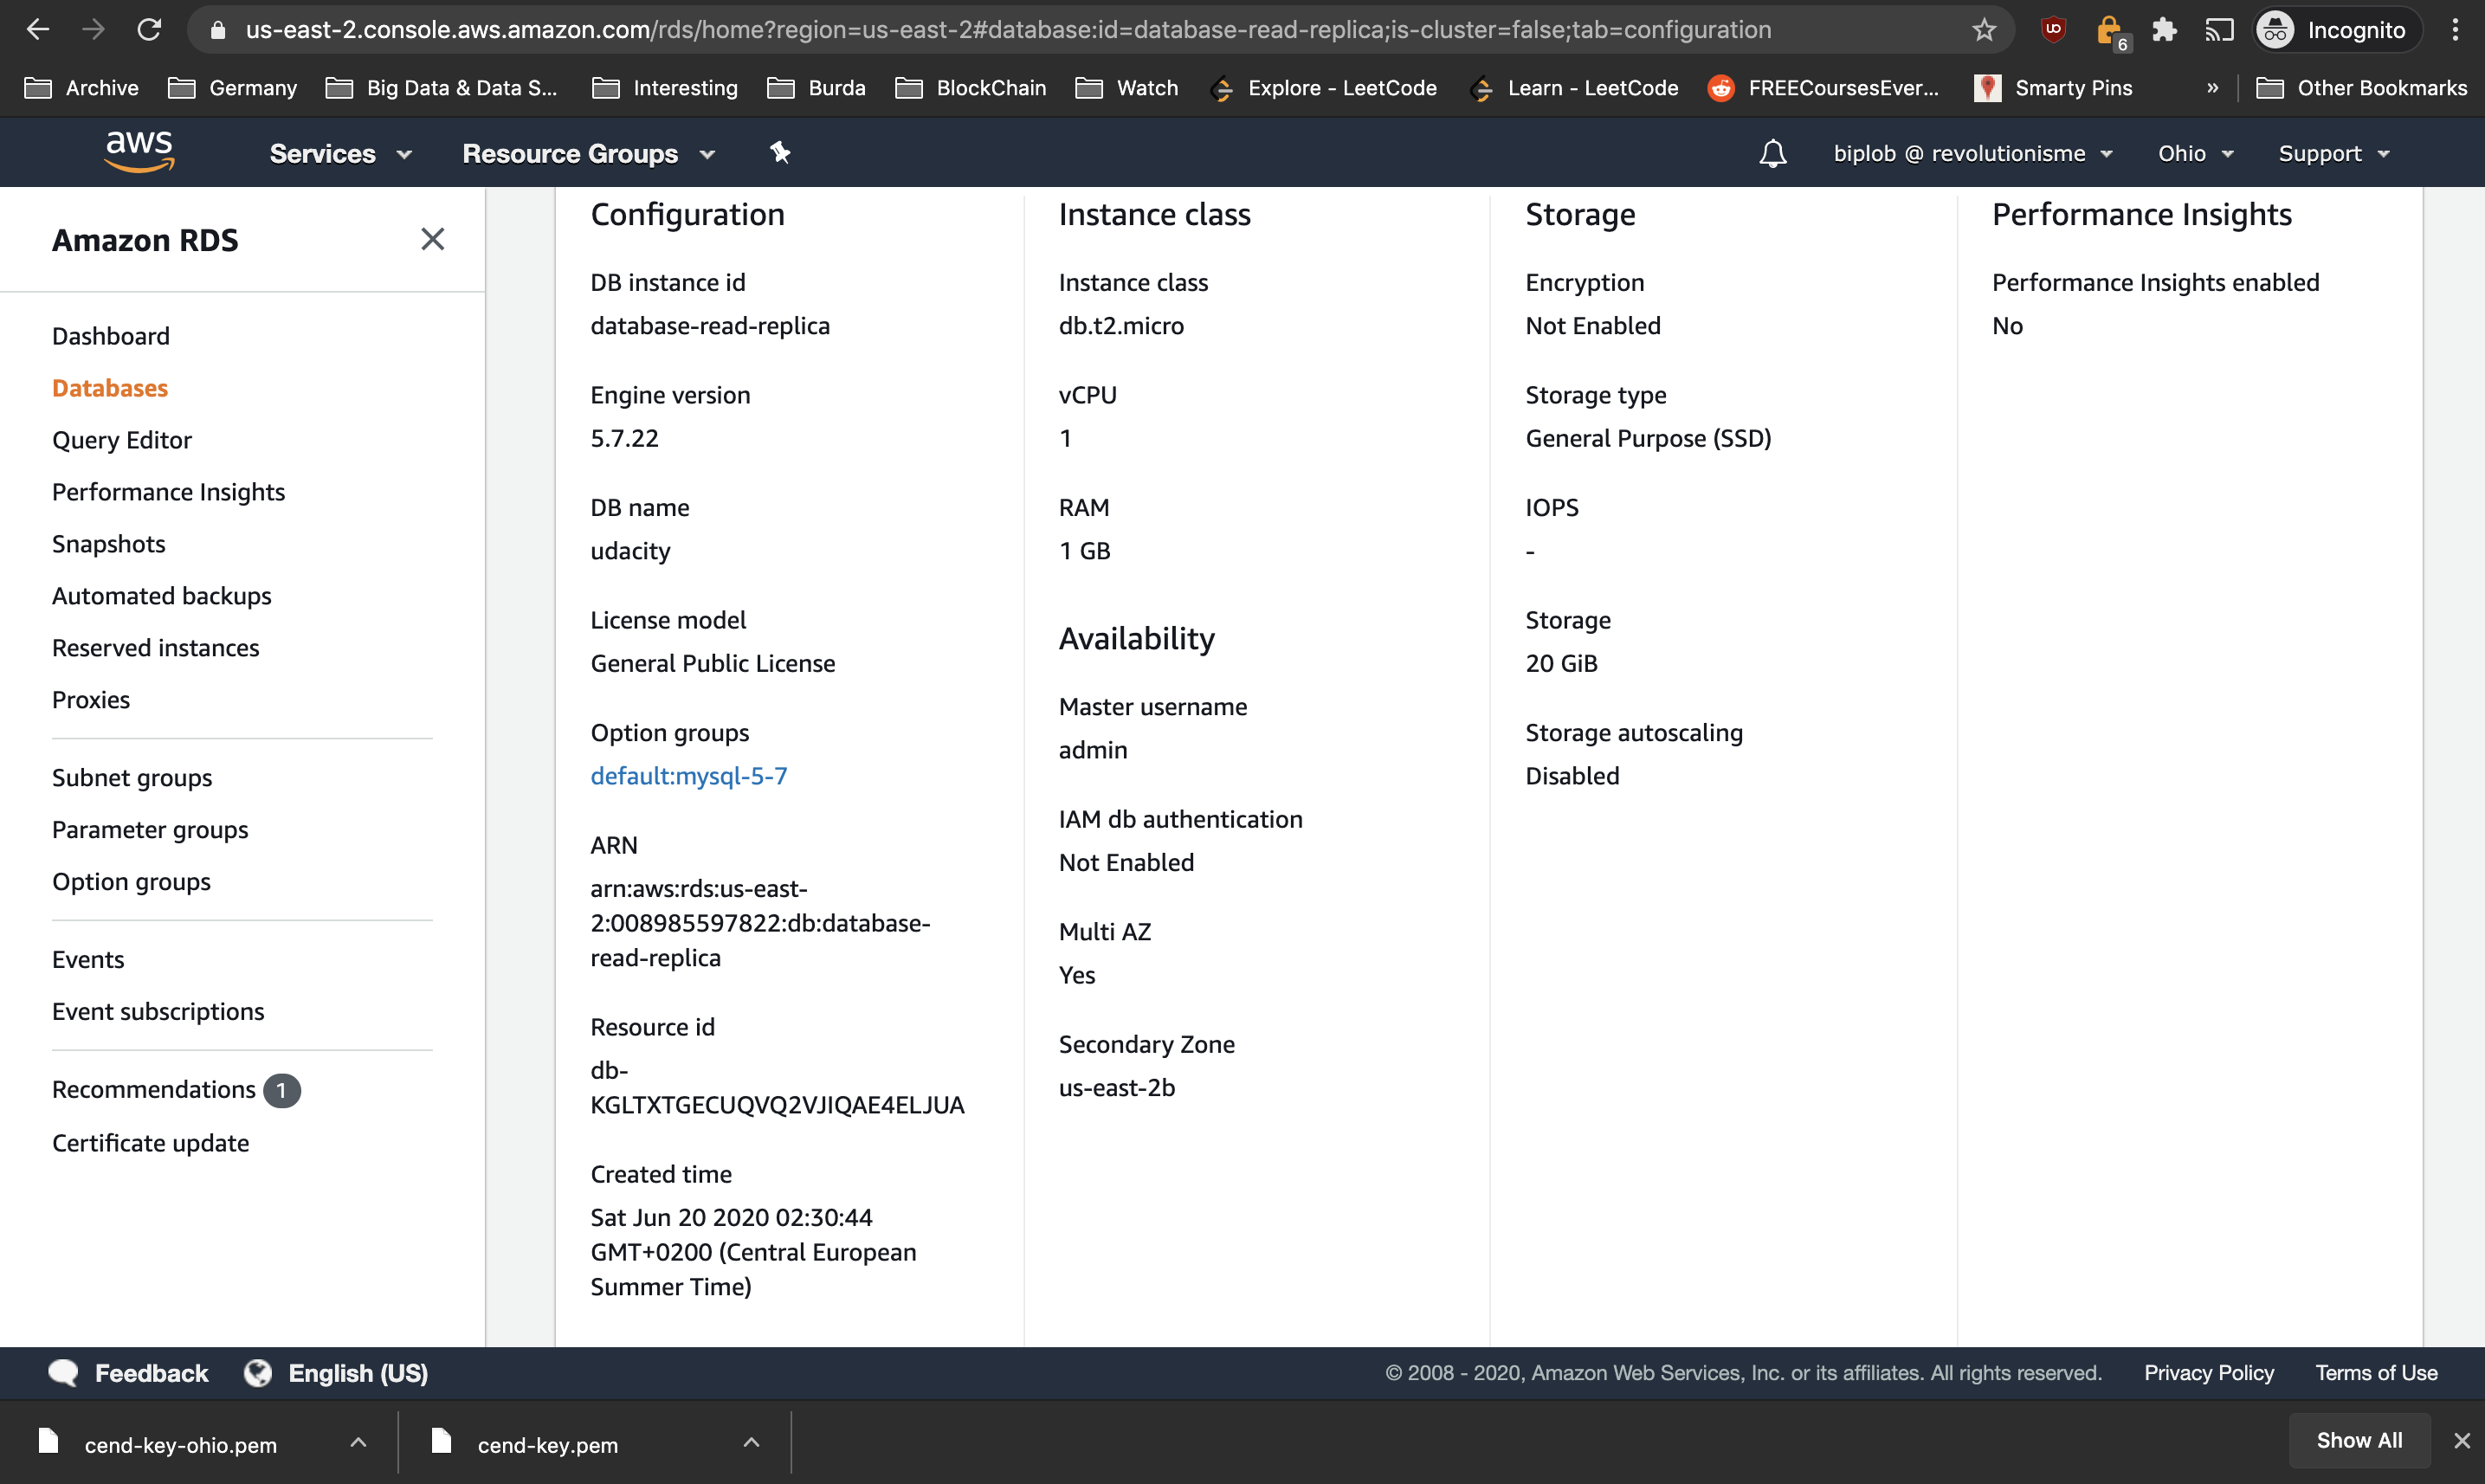 us-east-2.console.aws.amazon.com/rds/home?region=us-east-2#database:id=database-read-replica;is-cluster=false;tab=configuration
6
Incognito
Archive
Germany
Big Data & Data S...
Interesting
Burda
BlockChain
Watch
Explore - LeetCode
Learn - LeetCode
FREECoursesEver...
Smarty Pins
»
Other Bookmarks
aws
Services
Resource Groups
biplob @ revolutionisme
Ohio
Support
Amazon RDS
Dashboard
Databases
Query Editor
Performance Insights
Snapshots
Automated backups
Reserved instances
Proxies
Subnet groups
Parameter groups
Option groups
Events
Event subscriptions
Recommendations 1
Certificate update
Configuration
DB instance id
database-read-replica
Engine version
5.7.22
DB name
udacity
License model
General Public License
Option groups
default:mysql-5-7
ARN
arn:aws:rds:us-east-
2:008985597822:db:database-
read-replica
Resource id
db-
KGLTXTGECUQVQ2VJIQAE4ELJUA
Created time
Sat Jun 20 2020 02:30:44
GMT+0200 (Central European
Summer Time)
Instance class
Instance class
db.t2.micro
vCPU
1
RAM
1 GB
Availability
Master username
admin
IAM db authentication
Not Enabled
Multi AZ
Yes
Secondary Zone
us-east-2b
Storage
Encryption
Not Enabled
Storage type
General Purpose (SSD)
IOPS
-
Storage
20 GiB
Storage autoscaling
Disabled
Performance Insights
Performance Insights enabled
No
Feedback
English (US)
© 2008 - 2020, Amazon Web Services, Inc. or its affiliates. All rights reserved.
Privacy Policy
Terms of Use
cend-key-ohio.pem
cend-key.pem
Show All